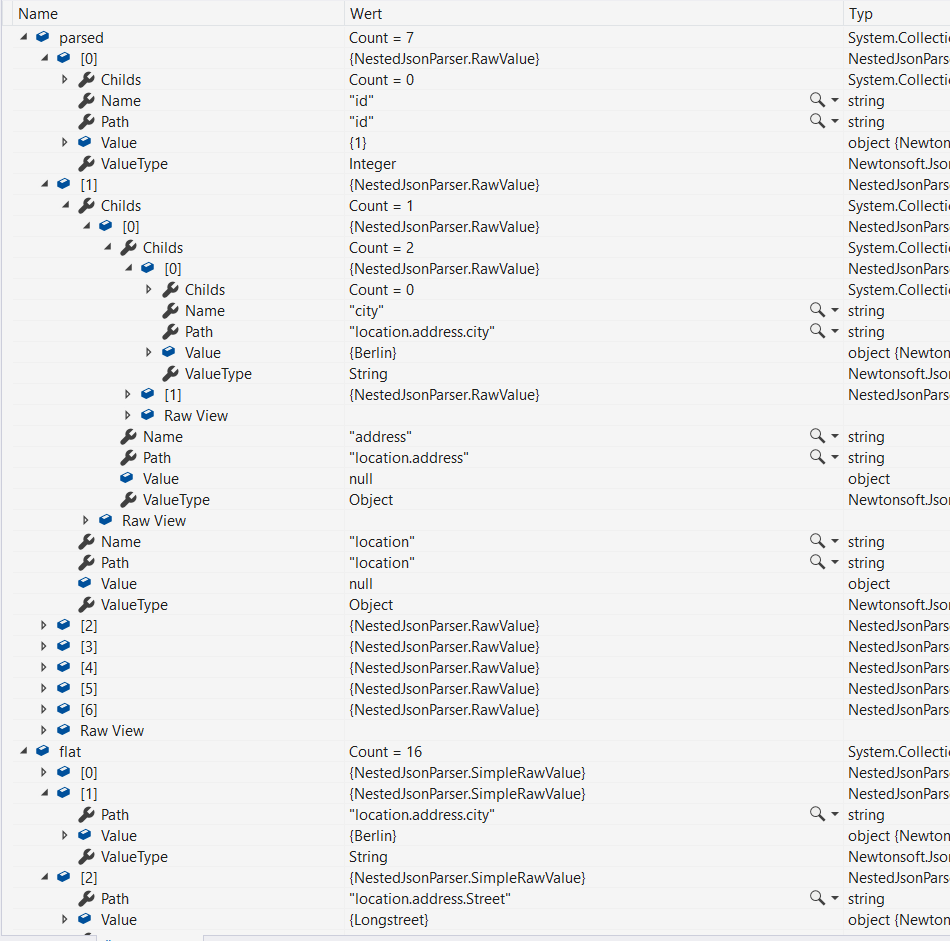 Name Wert Typ
parsed Count = 7 System.Collecti
[0] {NestedJsonParser.RawValue} NestedJsonPars
Childs Count = 0 System.Collecti
Name "id" string
Path "id" string
Value {1} object {Newton
ValueType Integer Newtonsoft.Json
[1] {NestedJsonParser.RawValue} NestedJsonPars
Childs Count = 1 System.Collecti
[0] {NestedJsonParser.RawValue} NestedJsonPars
Childs Count = 2 System.Collecti
[0] {NestedJsonParser.RawValue} NestedJsonPars
Childs Count = 0 System.Collecti
Name "city" string
Path "location.address.city" string
Value {Berlin} object {Newton
ValueType String Newtonsoft.Json
[1] {NestedJsonParser.RawValue} NestedJsonPars
Raw View
Name "address" string
Path "location.address" string
Value null object
ValueType Object Newtonsoft.Json
Raw View
Name "location" string
Path "location" string
Value null object
ValueType Object Newtonsoft.Json
[2] {NestedJsonParser.RawValue} NestedJsonPars
[3] {NestedJsonParser.RawValue} NestedJsonPars
[4] {NestedJsonParser.RawValue} NestedJsonPars
[5] {NestedJsonParser.RawValue} NestedJsonPars
[6] {NestedJsonParser.RawValue} NestedJsonPars
Raw View
flat Count = 16 System.Collecti
[0] {NestedJsonParser.SimpleRawValue} NestedJsonPars
[1] {NestedJsonParser.SimpleRawValue} NestedJsonPars
Path "location.address.city" string
Value {Berlin} object {Newton
ValueType String Newtonsoft.Json
[2] {NestedJsonParser.SimpleRawValue} NestedJsonPars
Path "location.address.Street" string
Value {Longstreet} object {Newton